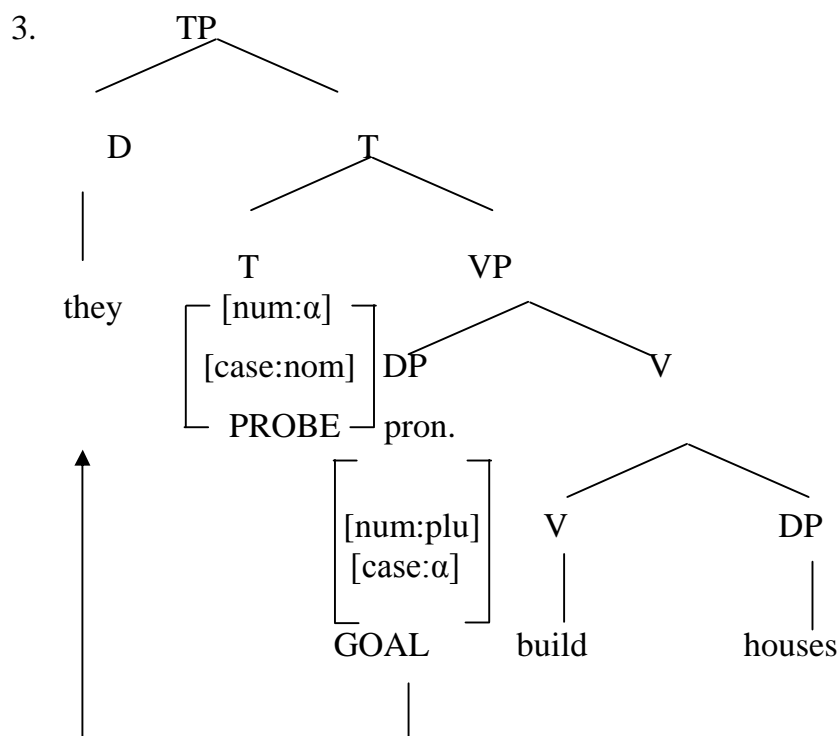 3. TP
D T
T VP
they [num:α]
[case:nom] DP V
PROBE pron.
[num:plu] V DP
[case:α]
GOAL build houses